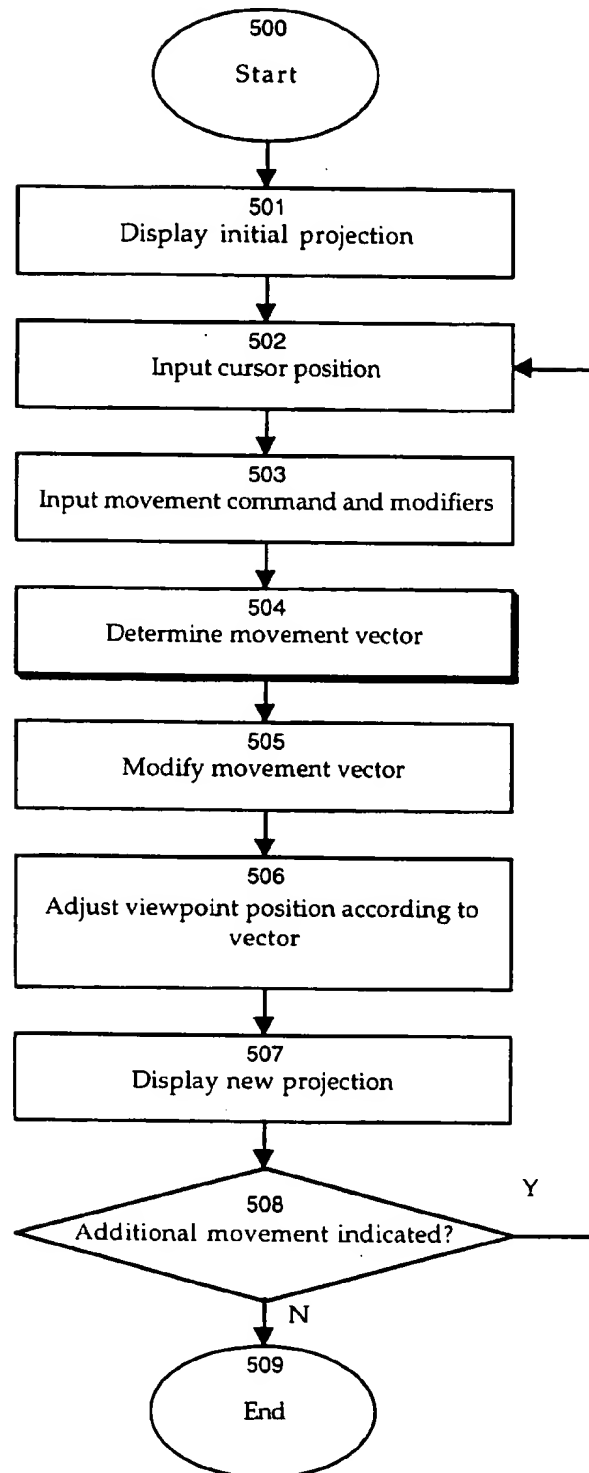 500
Start
501
Display initial projection
502
Input cursor position
503
Input movement command and modifiers
504
Determine movement vector
505
Modify movement vector
506
Adjust viewpoint position according to
vector
507
Display new projection
Y
508
Additional movement indicated?
N
509
End